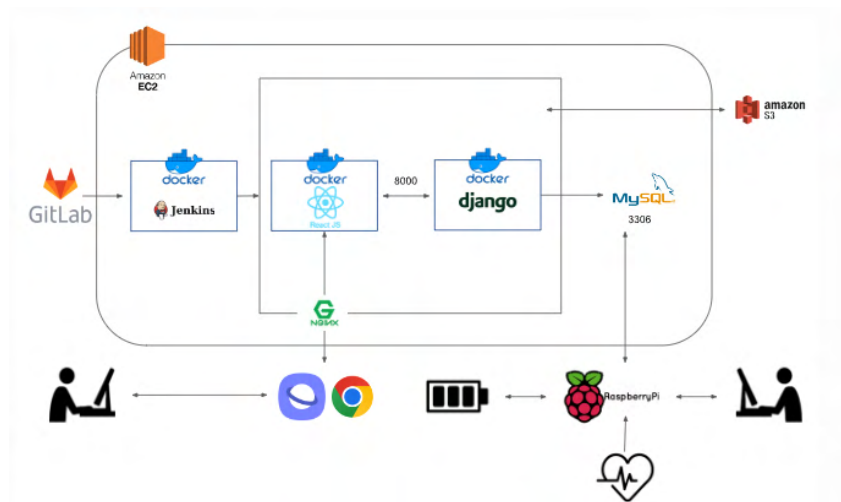 Amazon
EC2
amazon
S3
GitLab
docker
Jenkins
docker
React JS
8000
docker
django
MySQL
3306
NGINX
RaspberryPi